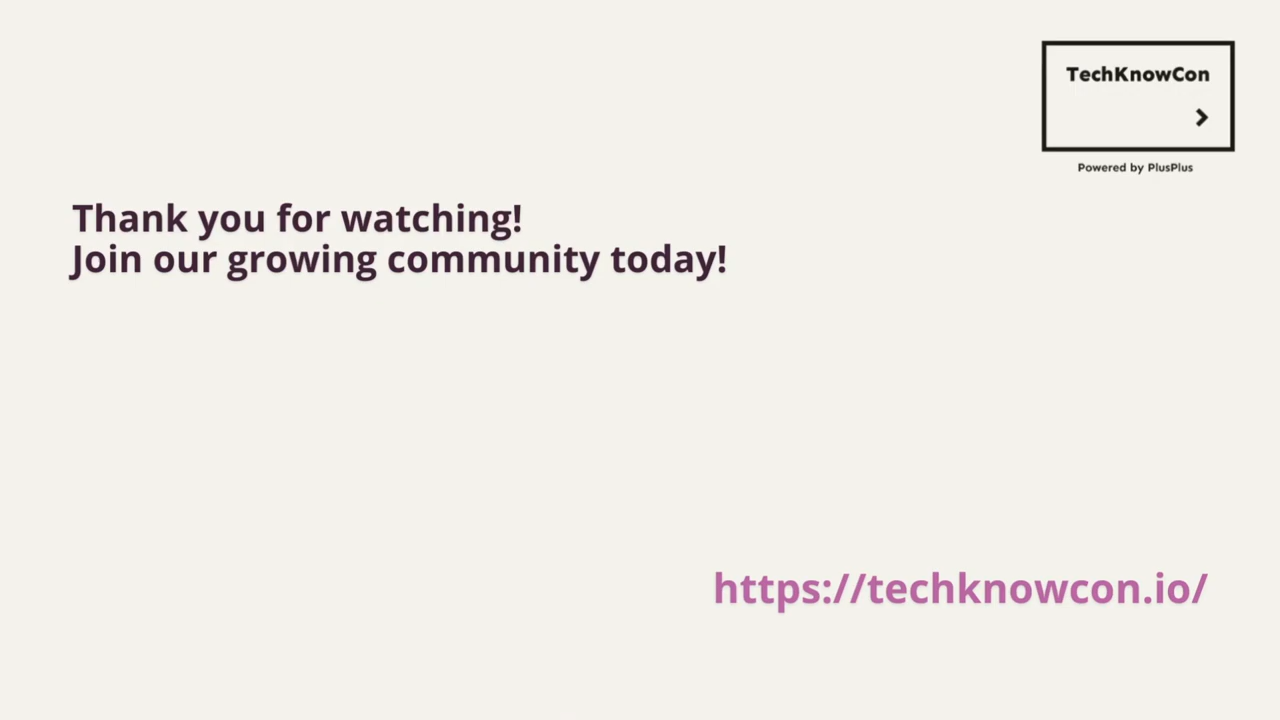 TechKnowCon
Powered by PlusPlus
Thank you for watching!
Join our growing community today!
https://techknowcon.io/